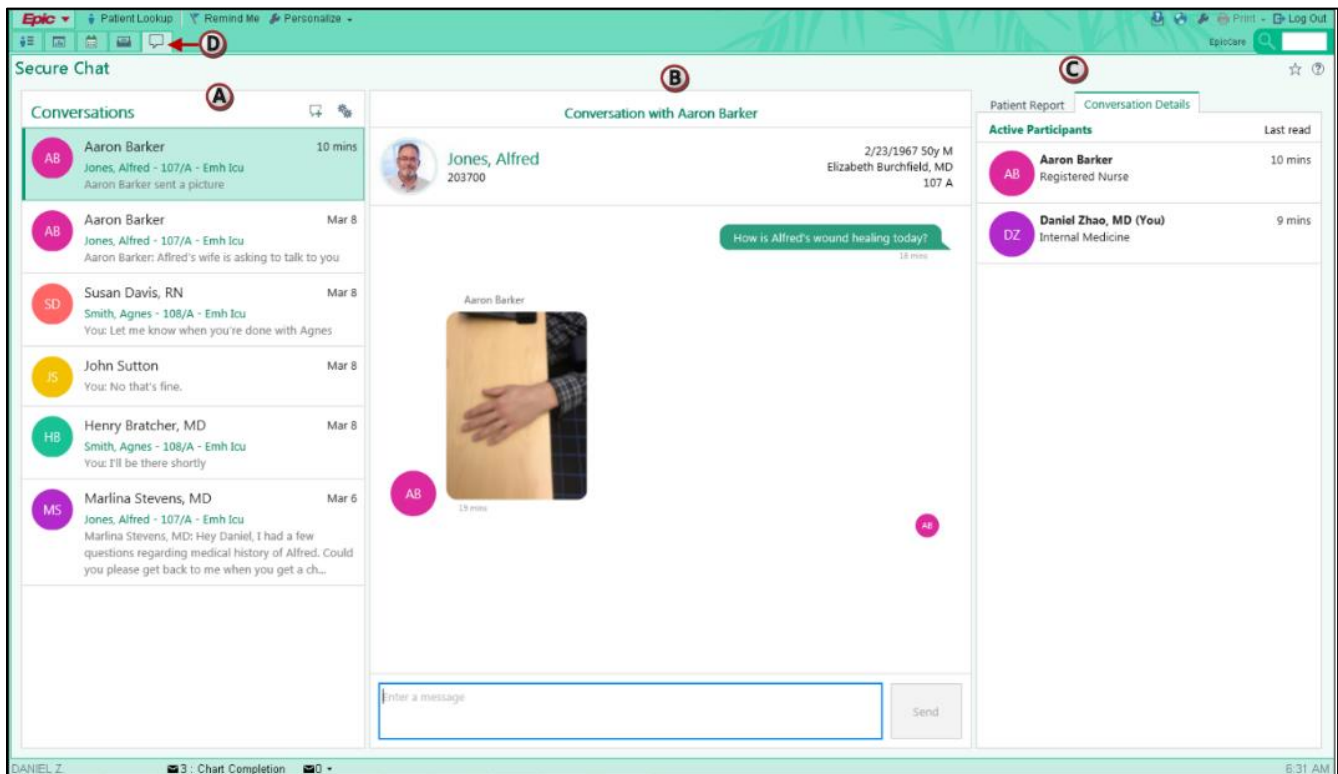 Epic Patient Lookup Remind Me Personalize Print Log Out
D EpicCare
Secure Chat
A B C
Conversations
Aaron Barker 10 mins
AB
Jones, Alfred - 107/A - Emh Icu
Aaron Barker sent a picture
Aaron Barker Mar 8
AB
Jones, Alfred - 107/A - Emh Icu
Aaron Barker: Aflred's wife is asking to talk to you
Susan Davis, RN Mar 8
SD
Smith, Agnes - 108/A - Emh Icu
You: Let me know when you're done with Agnes
John Sutton Mar 8
JS
You: No that's fine.
Henry Bratcher, MD Mar 8
HB
Smith, Agnes - 108/A - Emh Icu
You: I'll be there shortly
Marlina Stevens, MD Mar 6
MS
Jones, Alfred - 107/A - Emh Icu
Marlina Stevens, MD: Hey Daniel, I had a few
questions regarding medical history of Alfred. Could
you please get back to me when you get a ch...
Conversation with Aaron Barker
Jones, Alfred
203700
2/23/1967 50y M
Elizabeth Burchfield, MD
107 A
How is Alfred's wound healing today?
18 mins
Aaron Barker
AB
mins
AB
Enter a message
Send
Patient Report Conversation Details
Active Participants Last read
Aaron Barker 10 mins
AB
Registered Nurse
Daniel Zhao, MD (You) 9 mins
DZ
Internal Medicine
DANIEL Z. 3 : Chart Completion 0 6:31 AM